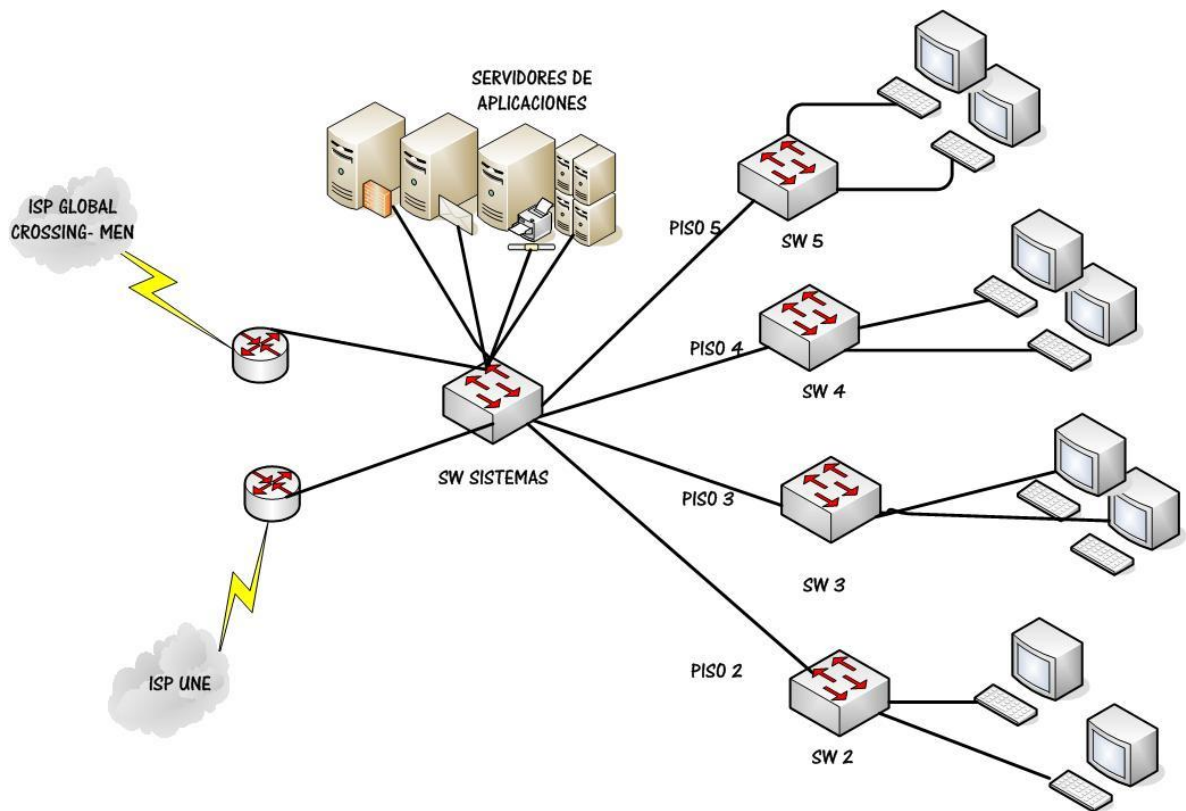 SERVIDORES DE
APLICACIONES
ISP GLOBAL
CROSSING- MEN
PISO 5
SW 5
PISO 4
SW 4
SW SISTEMAS
PISO 3
SW 3
PISO 2
ISP UNE
SW 2